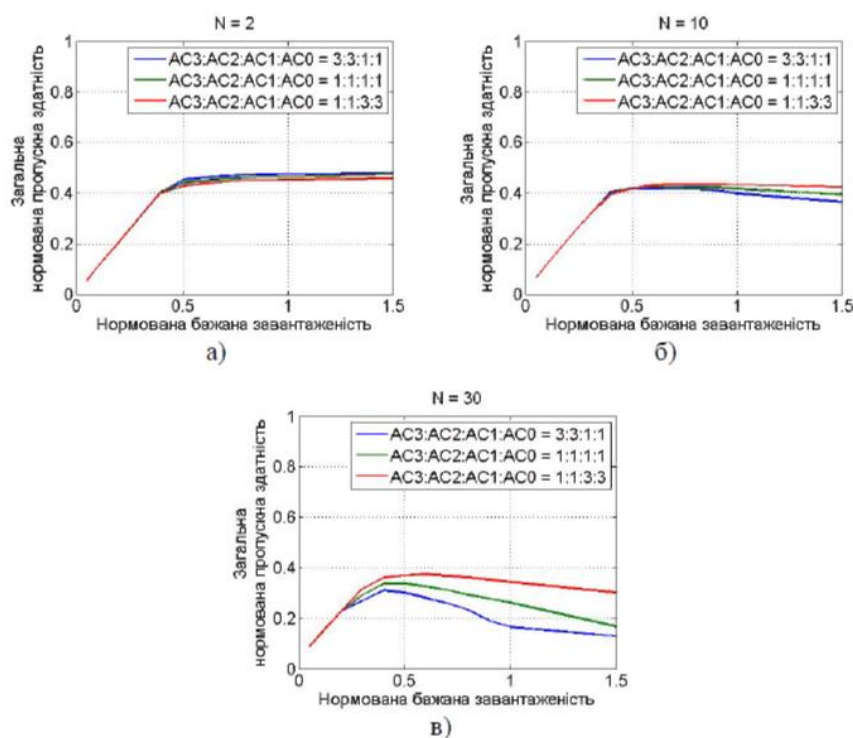 N = 2
AC3:AC2:AC1:AC0 = 3:3:1:1
AC3:AC2:AC1:AC0 = 1:1:1:1
AC3:AC2:AC1:AC0 = 1:1:3:3
Загальна
нормована пропускна здатність
1
0.8
0.6
0.4
0.2
0
0 0.5 1 1.5
Нормована бажана завантаженість
а)
N = 10
AC3:AC2:AC1:AC0 = 3:3:1:1
AC3:AC2:AC1:AC0 = 1:1:1:1
AC3:AC2:AC1:AC0 = 1:1:3:3
Загальна
нормована пропускна здатність
1
0.8
0.6
0.4
0.2
0
0 0.5 1 1.5
Нормована бажана завантаженість
б)
N = 30
AC3:AC2:AC1:AC0 = 3:3:1:1
AC3:AC2:AC1:AC0 = 1:1:1:1
AC3:AC2:AC1:AC0 = 1:1:3:3
Загальна
нормована пропускна здатність
1
0.8
0.6
0.4
0.2
0
0 0.5 1 1.5
Нормована бажана завантаженість
в)